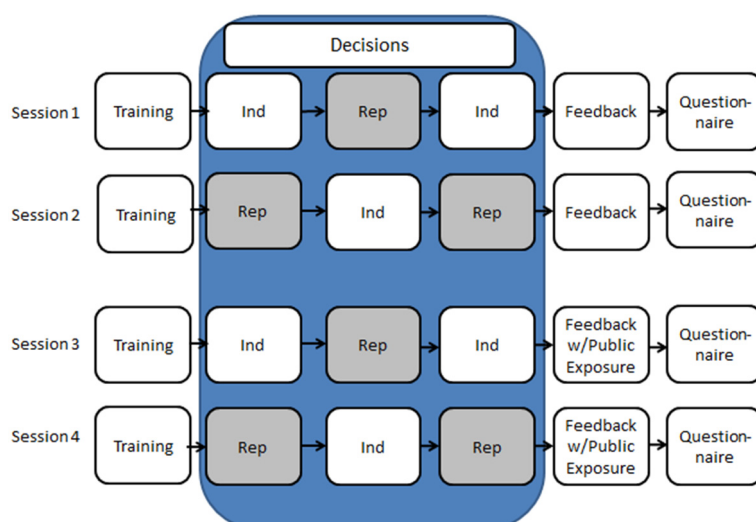 Decisions
Session 1
Training
Ind
Rep
Ind
Feedback
Question-
naire
Session 2
Training
Rep
Ind
Rep
Feedback
Question-
naire
Session 3
Training
Ind
Rep
Ind
Feedback
w/Public
Exposure
Question-
naire
Session 4
Training
Rep
Ind
Rep
Feedback
w/Public
Exposure
Question-
naire